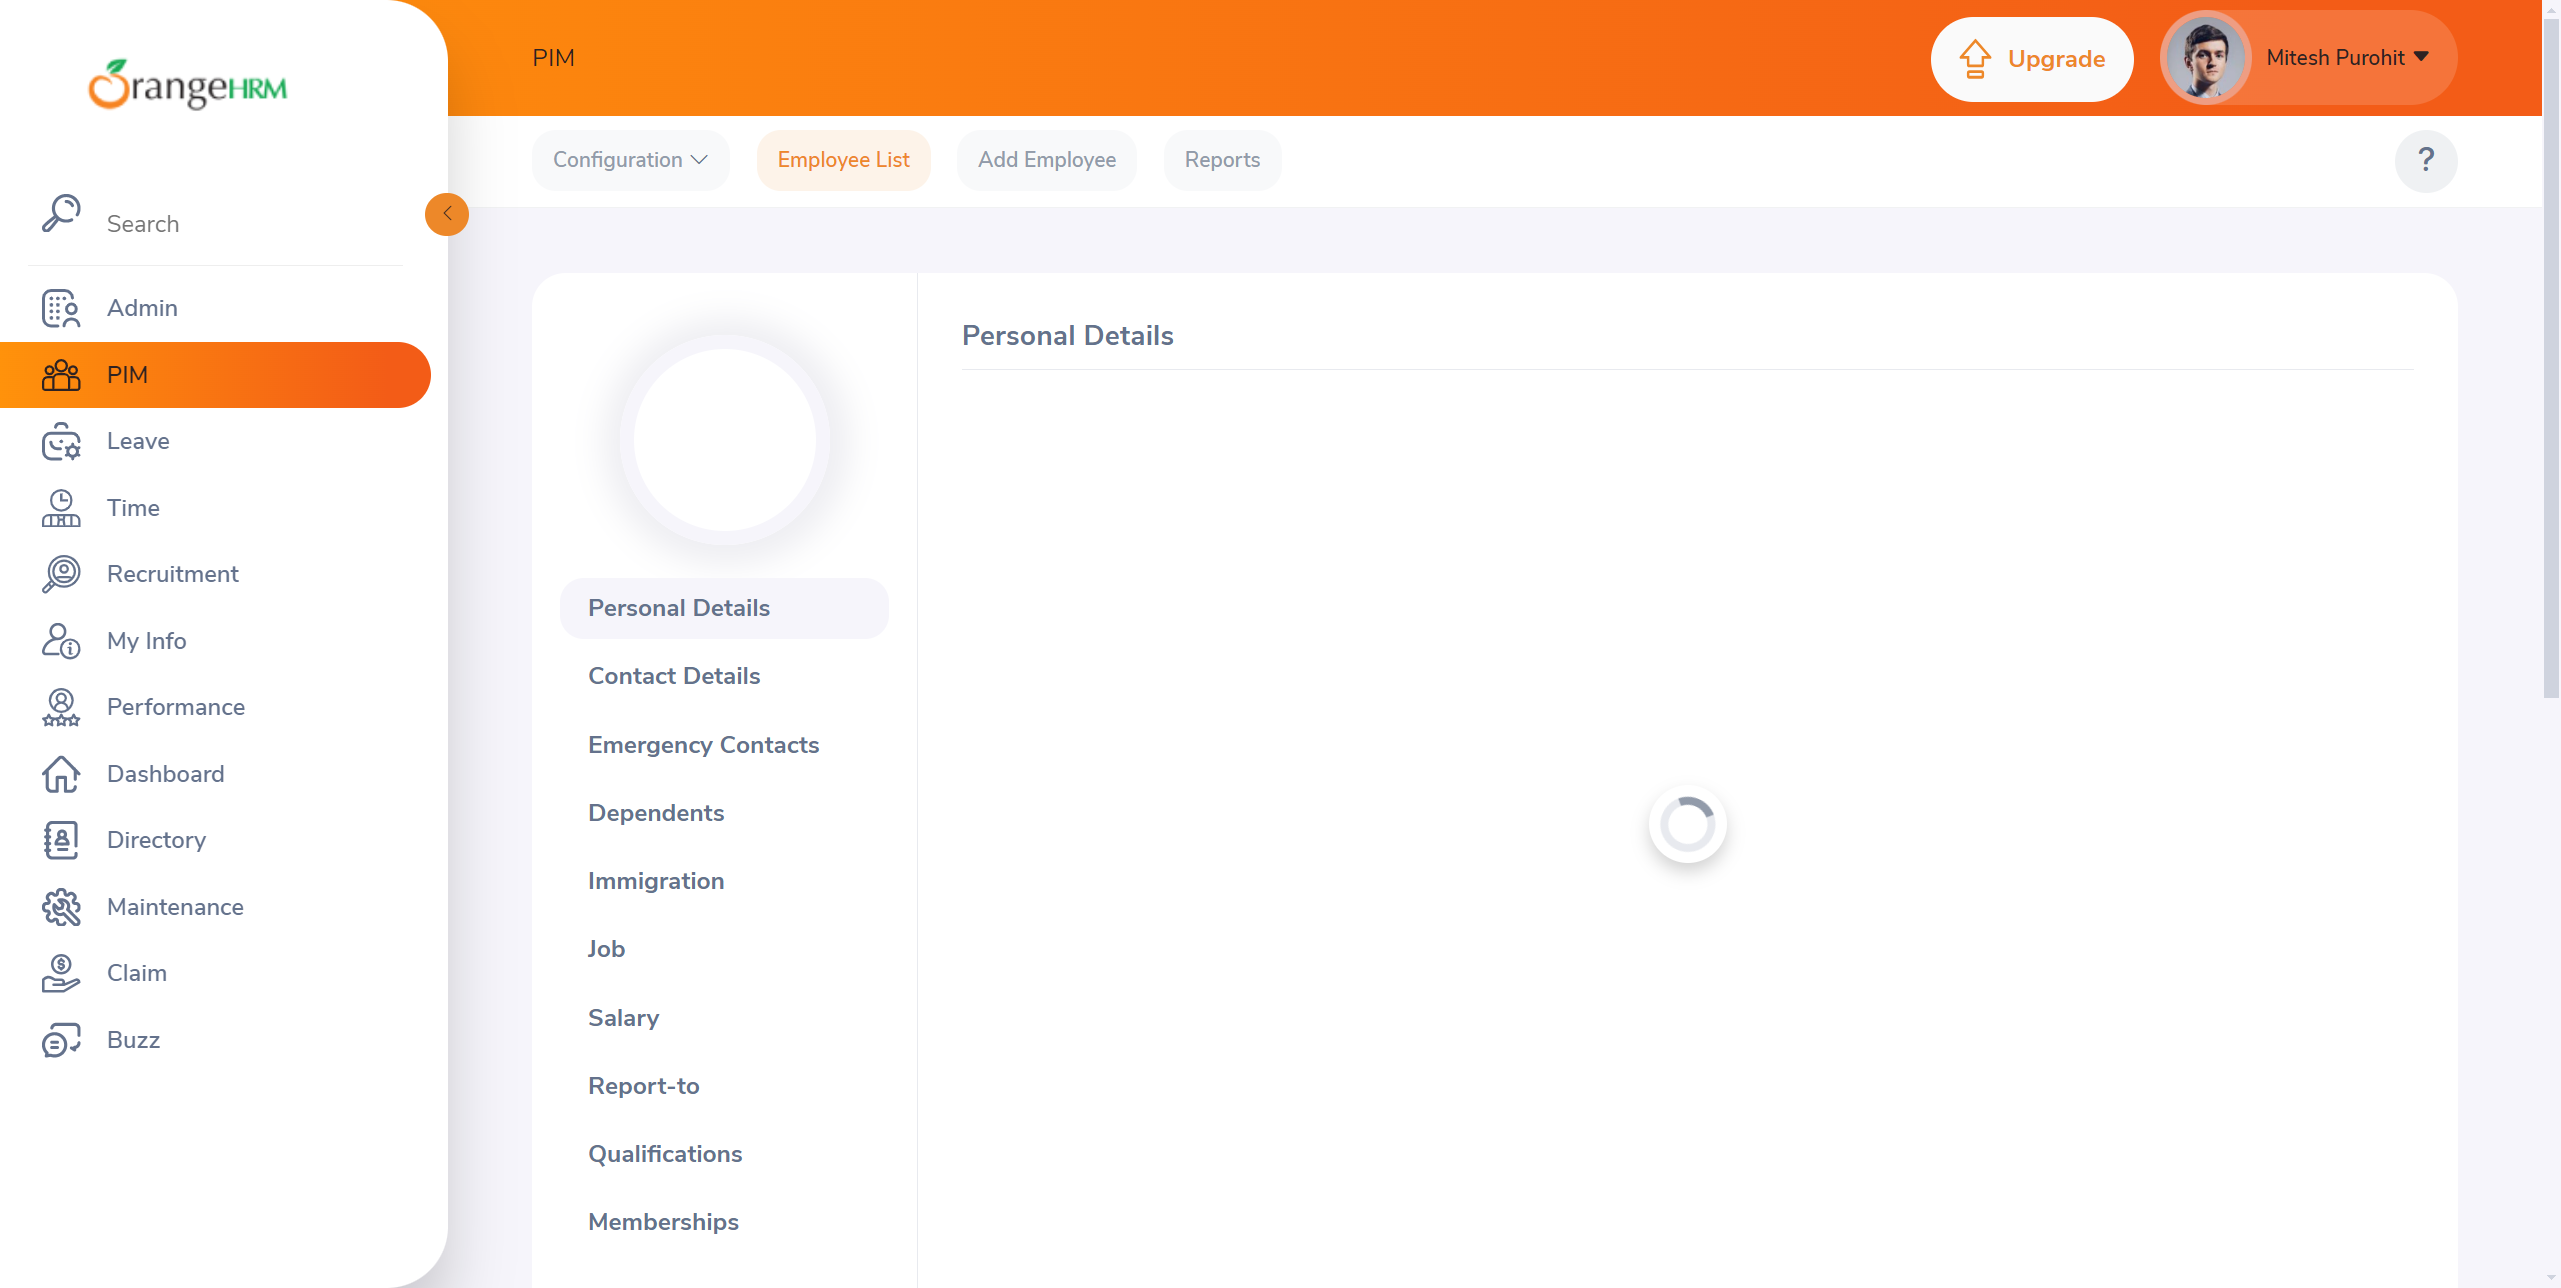 OrangeHRM
Search
Admin
PIM
Leave
Time
Recruitment
My Info
Performance
Dashboard
Directory
Maintenance
Claim
Buzz
PIM
Upgrade
Mitesh Purohit
Configuration
Employee List
Add Employee
Reports
?
Personal Details
Contact Details
Emergency Contacts
Dependents
Immigration
Job
Salary
Report-to
Qualifications
Memberships
Personal Details